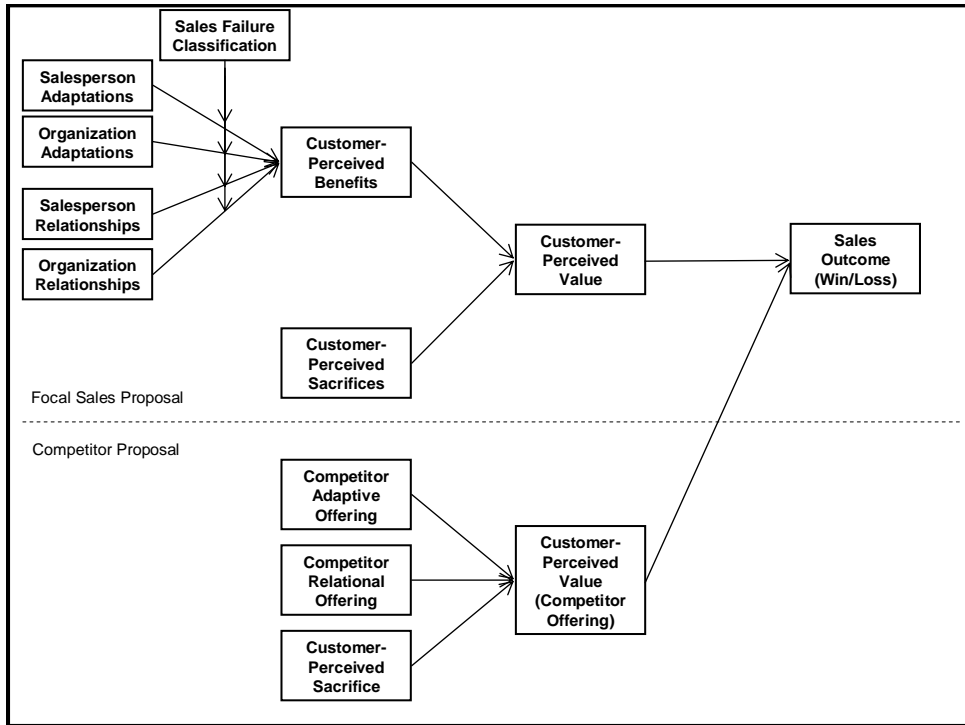 Sales Failure
Classification
Salesperson
Adaptations
Organization
Adaptations
Salesperson
Relationships
Organization
Relationships
Customer-
Perceived
Benefits
Customer-
Perceived
Sacrifices
Customer-
Perceived
Value
Sales
Outcome
(Win/Loss)
Focal Sales Proposal
Competitor Proposal
Competitor
Adaptive
Offering
Competitor
Relational
Offering
Customer-
Perceived
Sacrifice
Customer-
Perceived
Value
(Competitor
Offering)